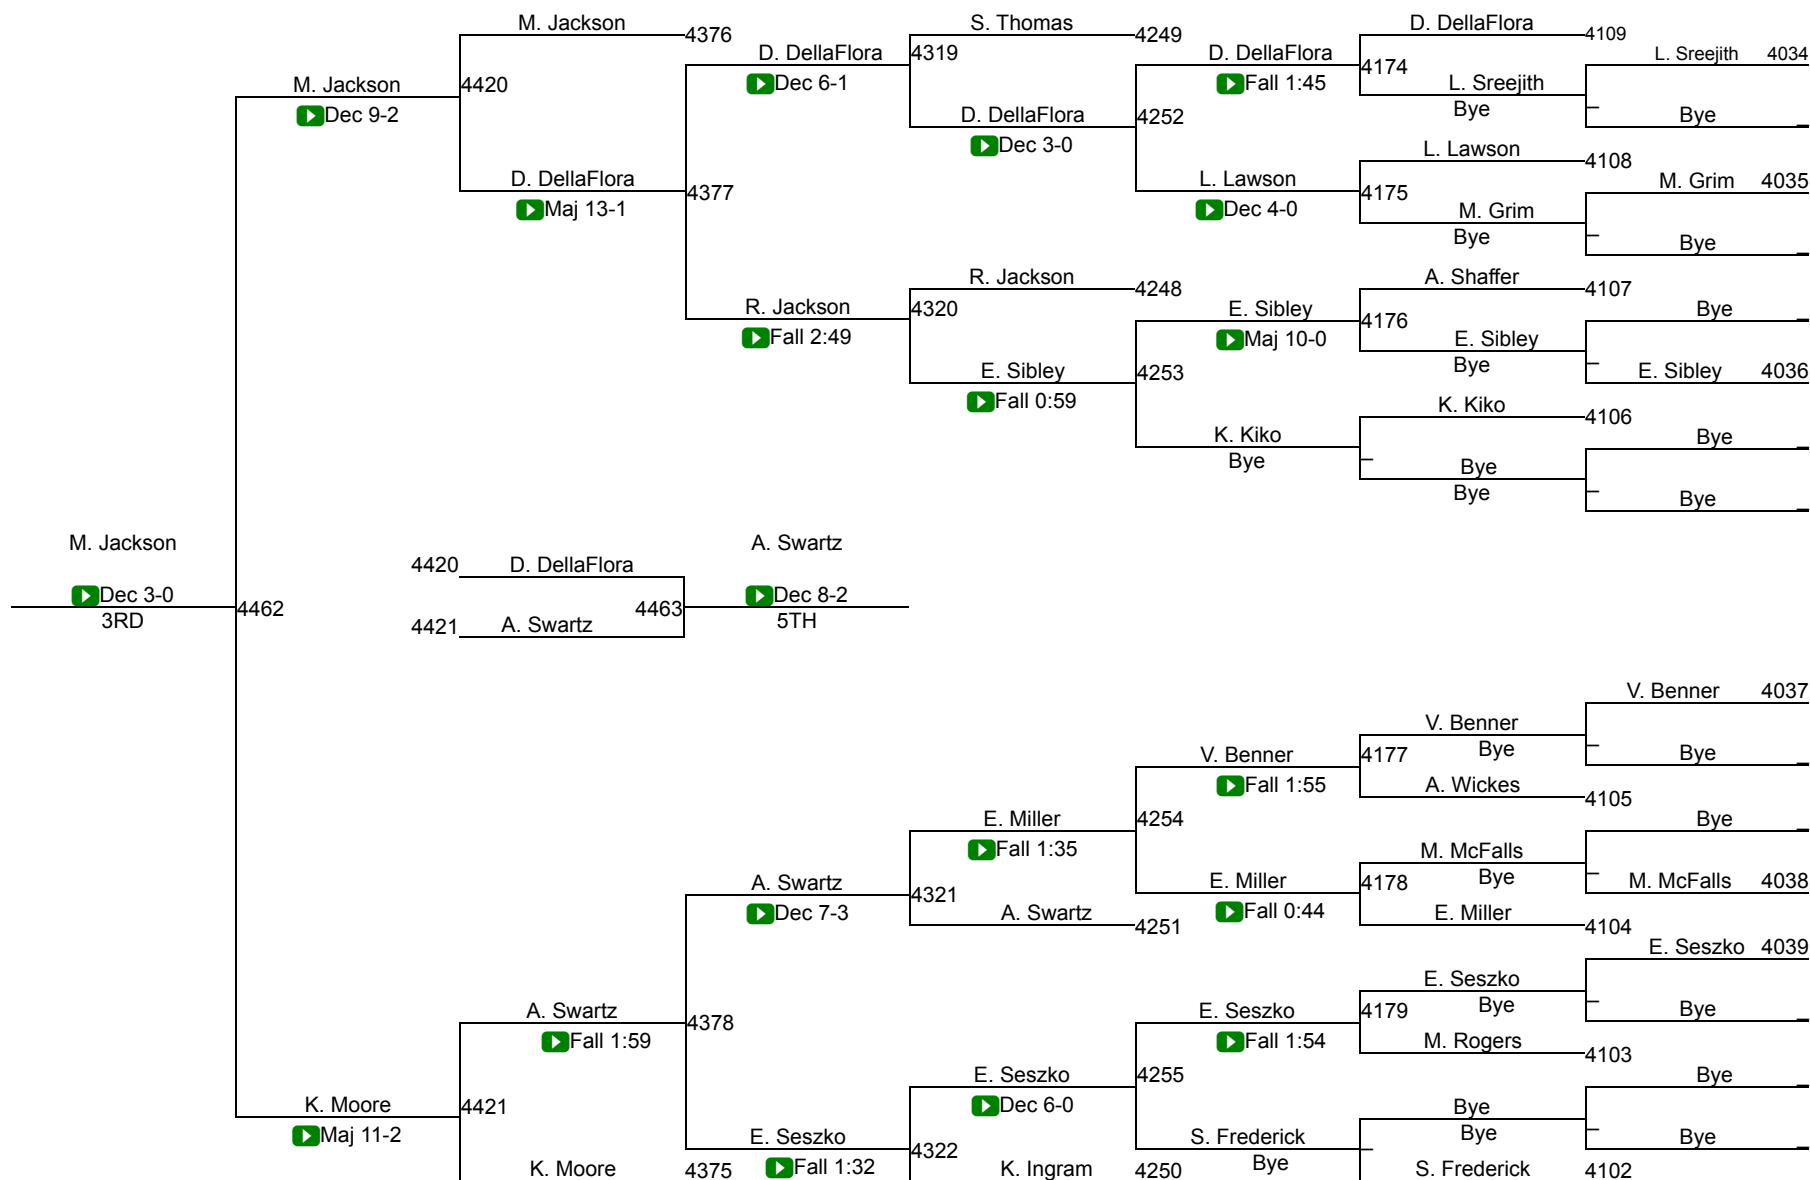 M. Jackson 4376
S. Thomas 4249
D. DellaFlora 4109
D. DellaFlora 4319
D. DellaFlora
L. Sreejith 4034
4174
Dec 6-1
Fall 1:45
M. Jackson 4420
L. Sreejith
Bye
Dec 9-2
D. DellaFlora 4252
Bye
Dec 3-0
L. Lawson 4108
D. DellaFlora 4377
L. Lawson 4175
M. Grim 4035
Maj 13-1
Dec 4-0
M. Grim
Bye
Bye
R. Jackson 4248
A. Shaffer 4107
R. Jackson 4320
E. Sibley 4176
Bye
Fall 2:49
Maj 10-0
E. Sibley
Bye
E. Sibley 4253
E. Sibley 4036
Fall 0:59
K. Kiko 4106
K. Kiko
Bye
Bye
Bye
Bye
Bye
M. Jackson
A. Swartz
4420 D. DellaFlora
Dec 3-0
Dec 8-2
3RD
4462
4463
5TH
4421 A. Swartz
V. Benner 4037
V. Benner
Bye
V. Benner 4177
Bye
Fall 1:55
A. Wickes 4105
E. Miller 4254
Bye
Fall 1:35
M. McFalls
Bye
A. Swartz 4321
E. Miller 4178
M. McFalls 4038
Dec 7-3
A. Swartz 4251
Fall 0:44
E. Miller 4104
E. Seszko 4039
E. Seszko
Bye
A. Swartz 4378
E. Seszko 4179
Bye
Fall 1:59
Fall 1:54
M. Rogers 4103
E. Seszko 4255
Bye
K. Moore 4421
Dec 6-0
Bye
Bye
Maj 11-2
E. Seszko 4322
S. Frederick
Bye
Bye
K. Moore 4375
Fall 1:32
K. Ingram 4250
S. Frederick 4102